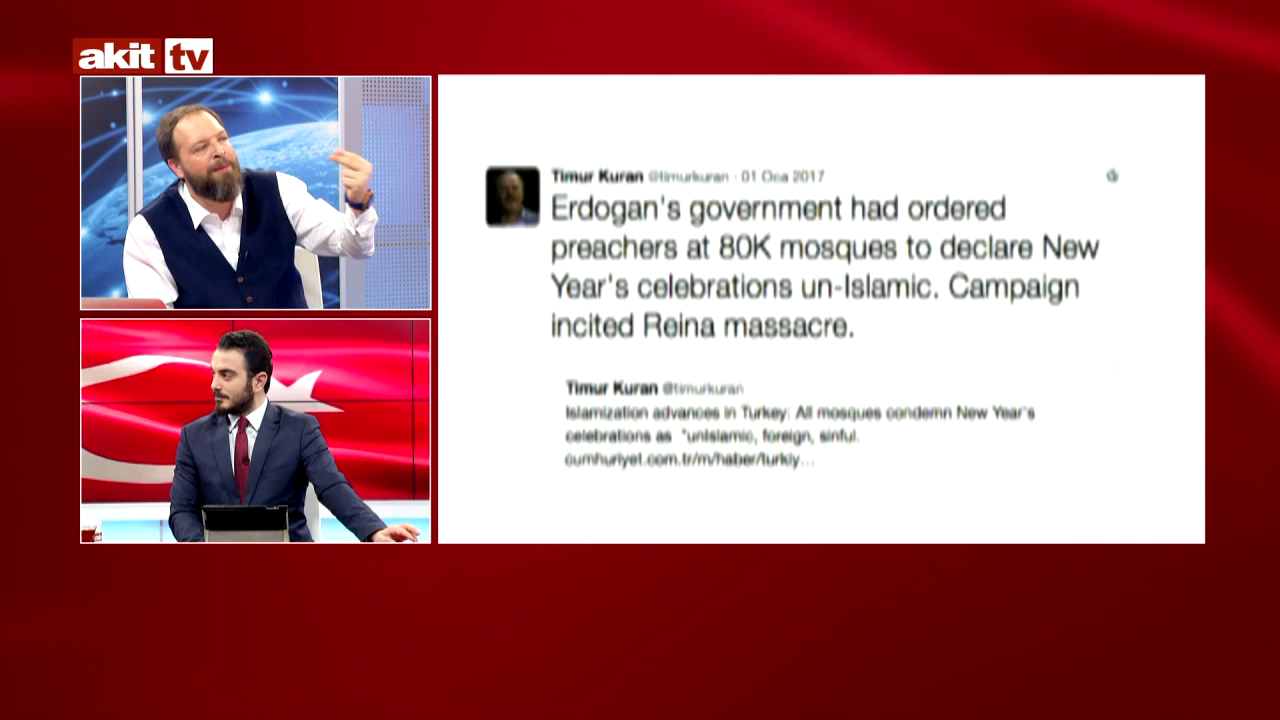 akit tv
Timur Kuran @timurkuran · 01 Oca 2017
Erdogan's government had ordered
preachers at 80K mosques to declare New
Year's celebrations un-Islamic. Campaign
incited Reina massacre.
Timur Kuran @timurkuran
Islamization advances in Turkey: All mosques condemn New Year's
celebrations as "unIslamic, foreign, sinful.
cumhuriyet.com.tr/m/haber/turkiy...